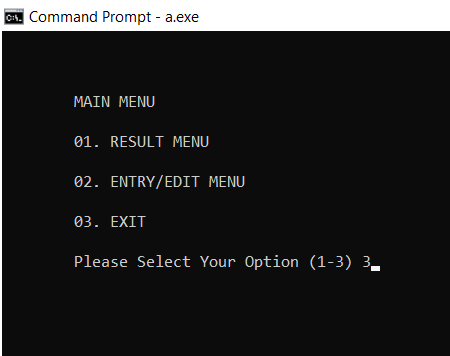 Command Prompt - a.exe
MAIN MENU
01. RESULT MENU
02. ENTRY/EDIT MENU
03. EXIT
Please Select Your Option (1-3) 3